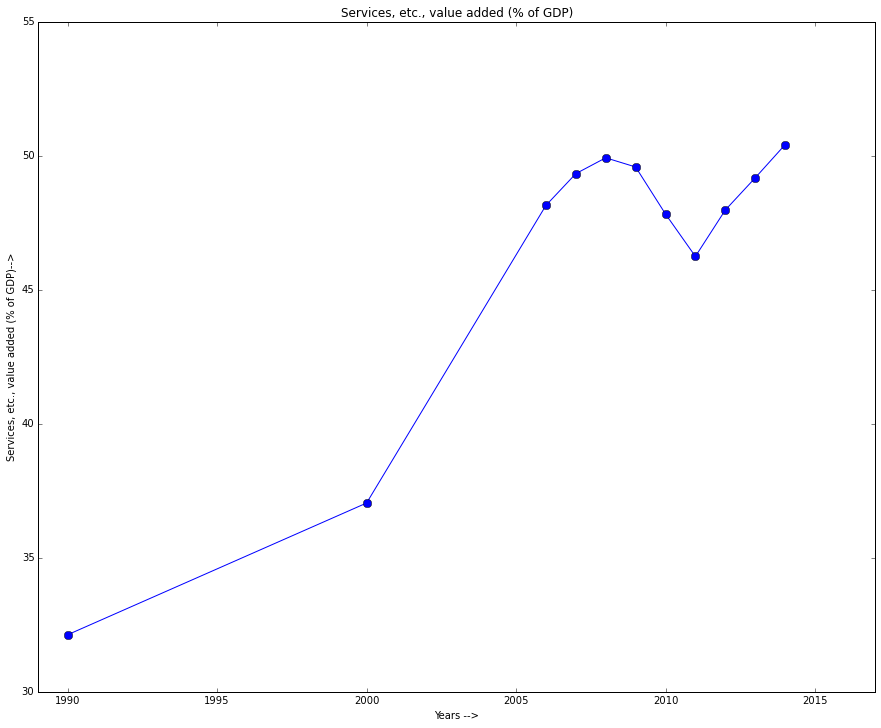 Services, etc., value added (% of GDP)
55
50
45
40
35
30
Services, etc., value added (% of GDP)-->
1990 1995 2000 2005 2010 2015
Years -->